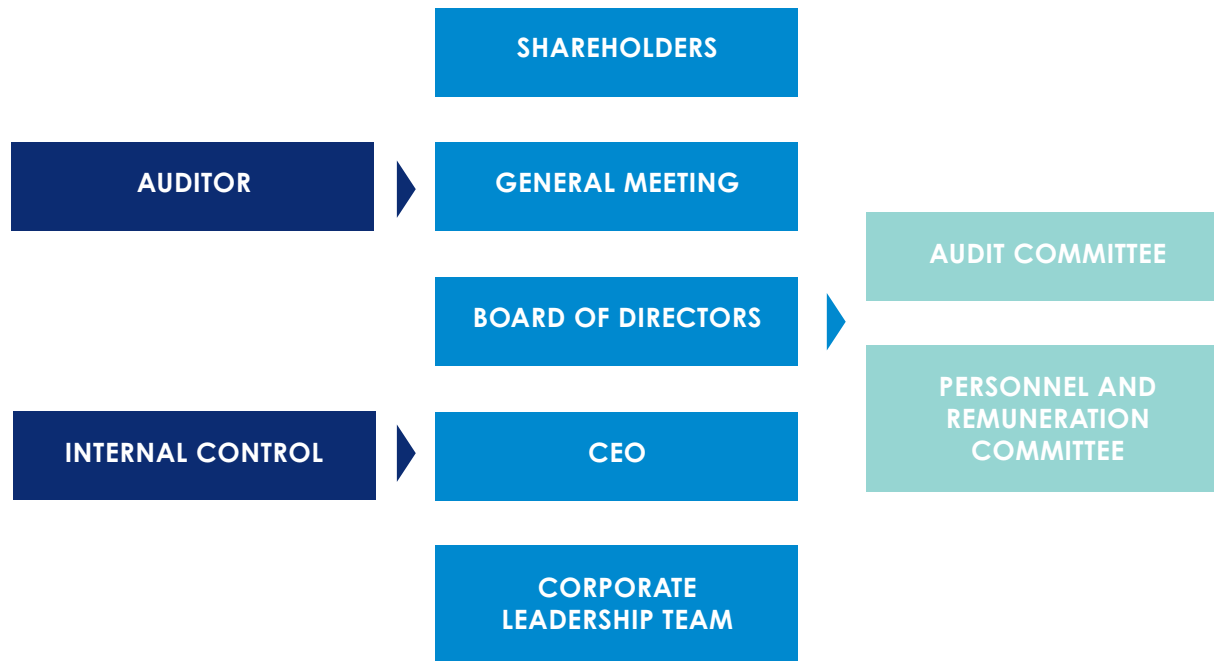 SHAREHOLDERS
AUDITOR
GENERAL MEETING
AUDIT COMMITTEE
BOARD OF DIRECTORS
PERSONNEL AND
REMUNERATION
COMMITTEE
INTERNAL CONTROL
CEO
CORPORATE
LEADERSHIP TEAM